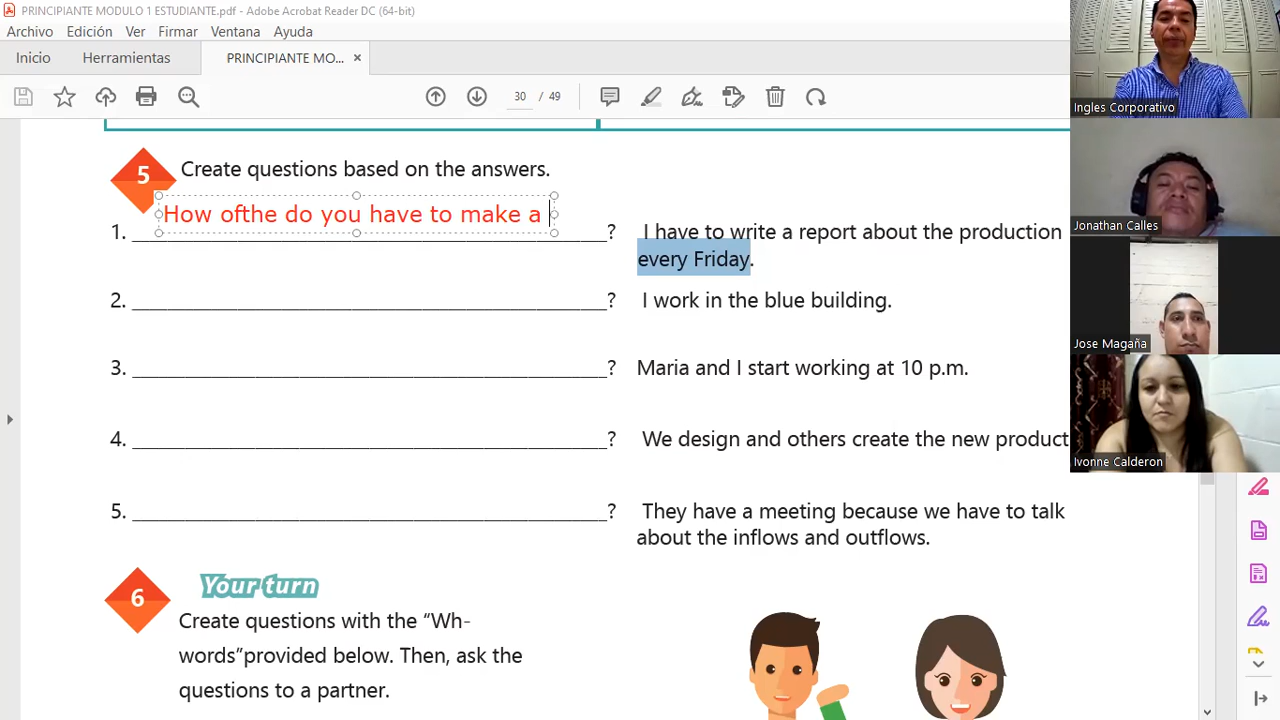 PRINCIPIANTE MODULO 1 ESTUDIANTE.pdf - Adobe Acrobat Reader DC (64-bit)
Archivo Edición Ver Firmar Ventana Ayuda
Inicio Herramientas PRINCIPIANTE MO... ×
30 / 49
5 Create questions based on the answers.
How ofthe do you have to make a
1. ? I have to write a report about the production
every Friday.
2. ? I work in the blue building.
3. ? Maria and I start working at 10 p.m.
4. ? We design and others create the new product
5. ? They have a meeting because we have to talk
about the inflows and outflows.
6 Your turn
Create questions with the “Wh-
words”provided below. Then, ask the
questions to a partner.
Ingles Corporativo
Jonathan Calles
Jose Magaña
Ivonne Calderon